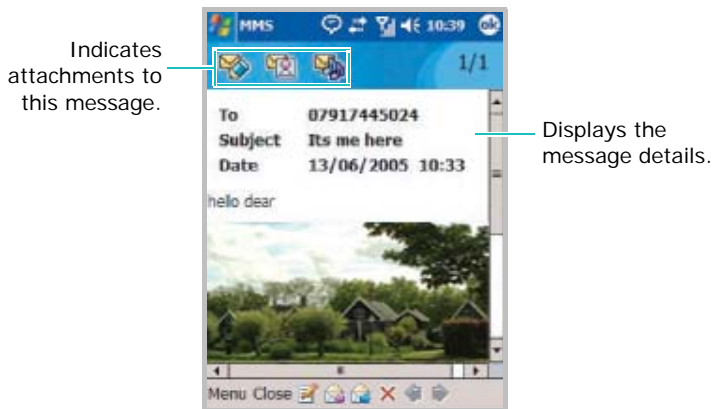 MMS 10:39 ok
Indicates
attachments to
this message.
1/1
To 07917445024
Subject Its me here
Date 13/06/2005 10:33
Displays the
message details.
hello dear
Menu Close